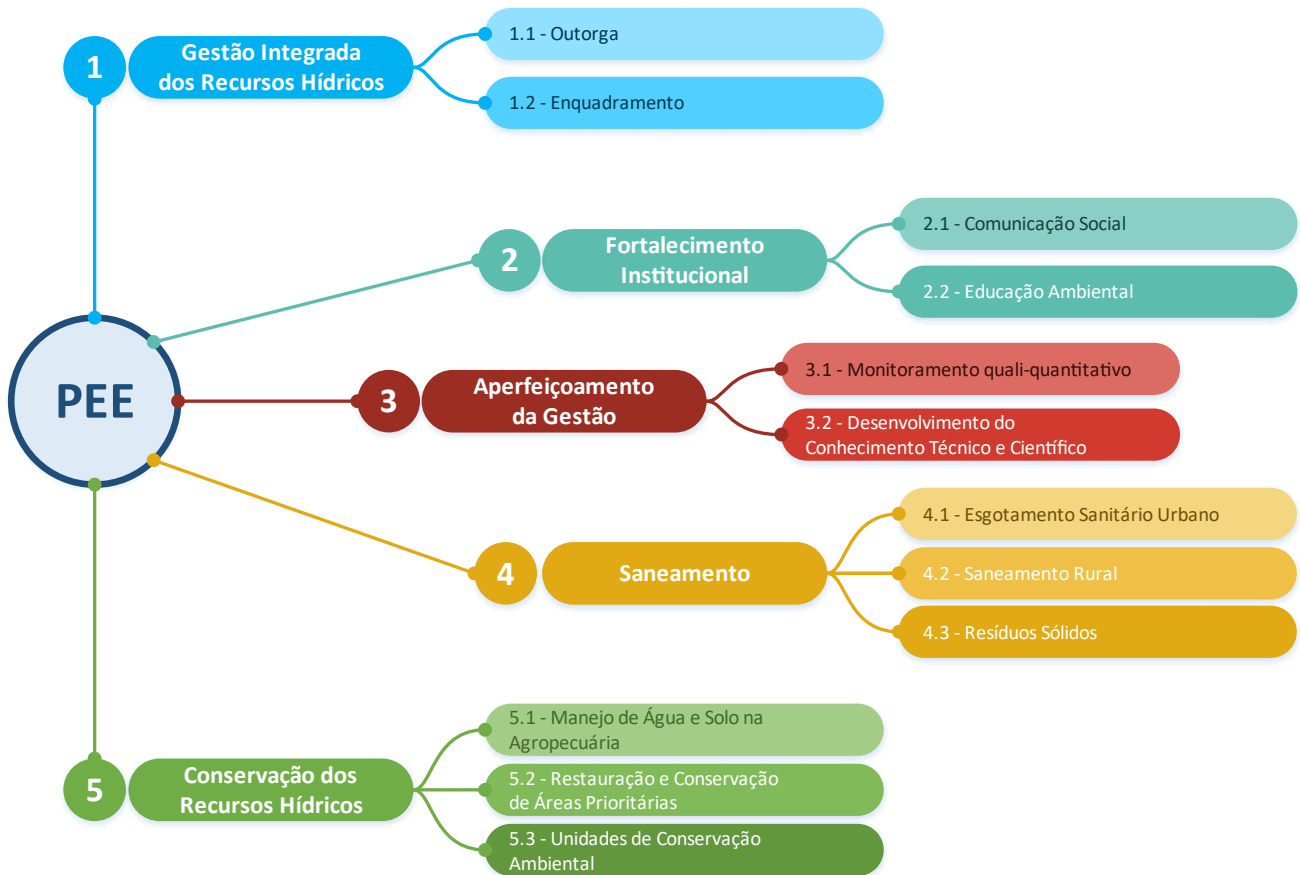 1
Gestão Integrada
dos Recursos Hídricos
1.1 - Outorga
1.2 - Enquadramento
2
Fortalecimento
Institucional
2.1 - Comunicação Social
2.2 - Educação Ambiental
PEE
3
Aperfeiçoamento
da Gestão
3.1 - Monitoramento quali-quantitativo
3.2 - Desenvolvimento do
Conhecimento Técnico e Científico
4
Saneamento
4.1 - Esgotamento Sanitário Urbano
4.2 - Saneamento Rural
4.3 - Resíduos Sólidos
5
Conservação dos
Recursos Hídricos
5.1 - Manejo de Água e Solo na
Agropecuária
5.2 - Restauração e Conservação
de Áreas Prioritárias
5.3 - Unidades de Conservação
Ambiental